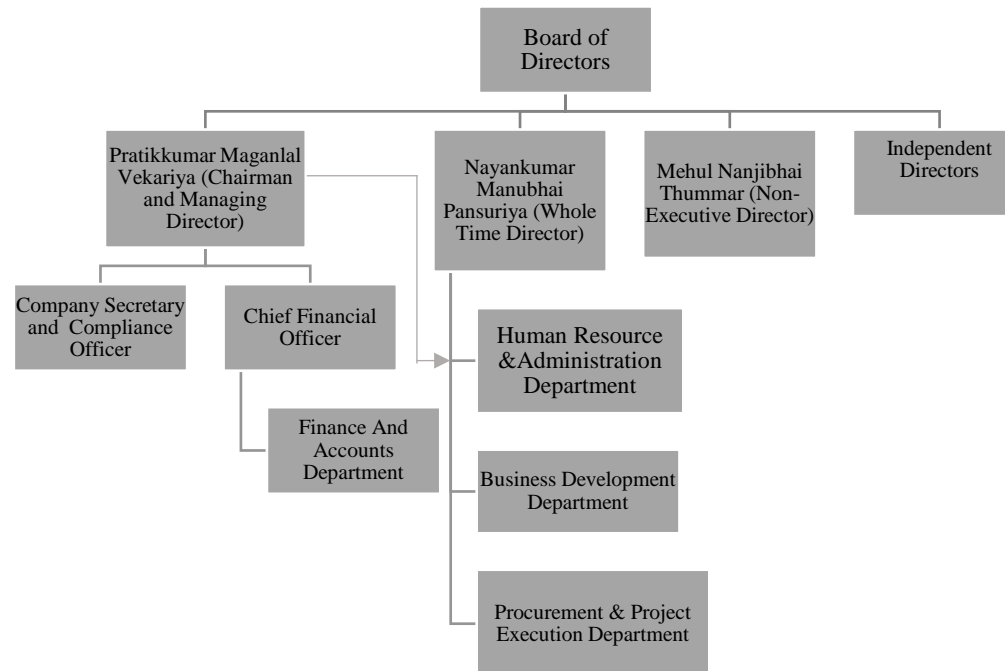 Board of
Directors
Pratikkumar Maganlal
Vekariya (Chairman
and Managing
Director)
Nayankumar
Manubhai
Pansuriya (Whole
Time Director)
Mehul Nanjibhai
Thummar (Non-
Executive Director)
Independent
Directors
Company Secretary
and Compliance
Officer
Chief Financial
Officer
Human Resource
&Administration
Department
Finance And
Accounts
Department
Business Development
Department
Procurement & Project
Execution Department